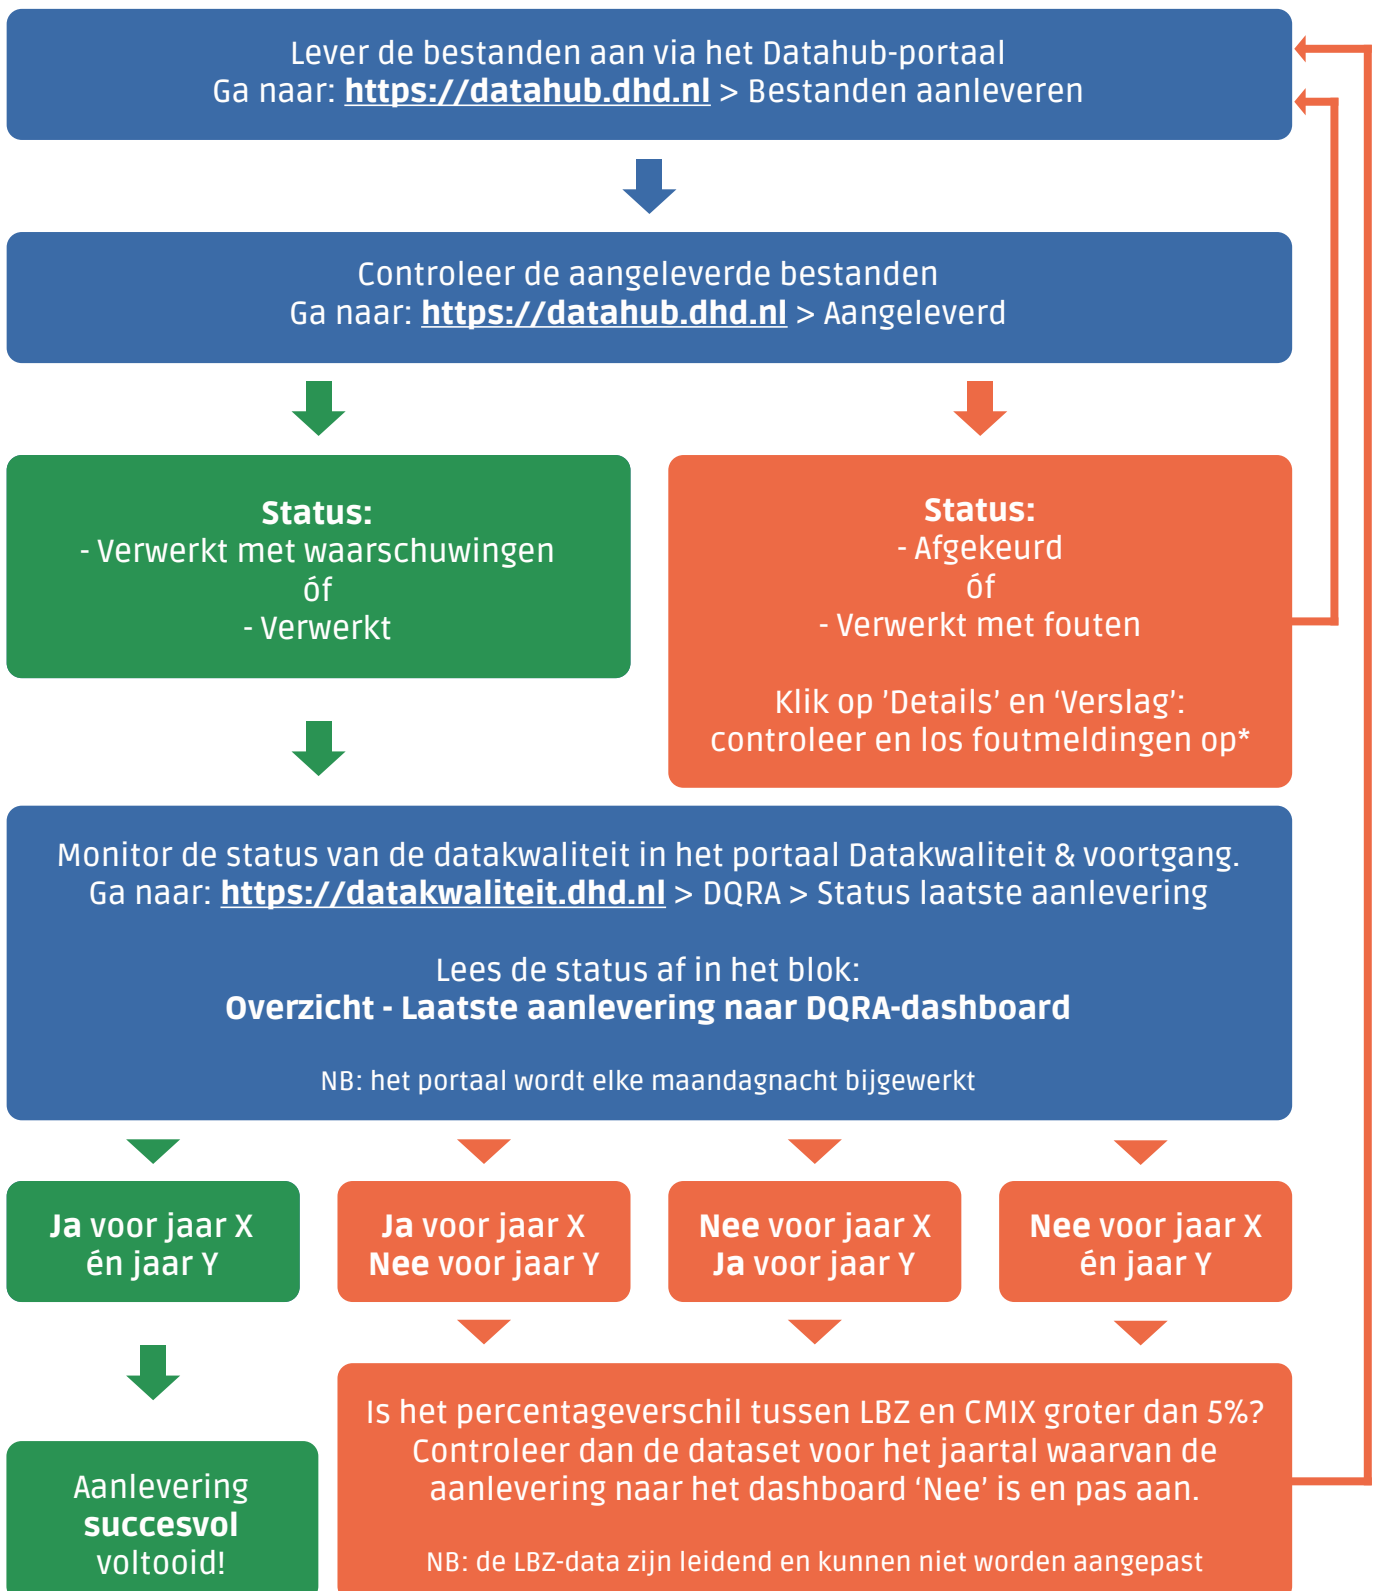 Lever de bestanden aan via het Datahub-portaal
Ga naar: https://datahub.dhd.nl > Bestanden aanleveren
Controleer de aangeleverde bestanden
Ga naar: https://datahub.dhd.nl > Aangeleverd
Status:
- Verwerkt met waarschuwingen
óf
- Verwerkt
Status:
- Afgekeurd
óf
- Verwerkt met fouten
Klik op ’Details’ en ‘Verslag’:
controleer en los foutmeldingen op*
Monitor de status van de datakwaliteit in het portaal Datakwaliteit & voortgang.
Ga naar: https://datakwaliteit.dhd.nl > DQRA > Status laatste aanlevering
Lees de status af in het blok:
Overzicht - Laatste aanlevering naar DQRA-dashboard
NB: het portaal wordt elke maandagnacht bijgewerkt
Ja voor jaar X
én jaar Y
Ja voor jaar X
Nee voor jaar Y
Nee voor jaar X
Ja voor jaar Y
Nee voor jaar X
én jaar Y
Aanlevering
succesvol
voltooid!
Is het percentageverschil tussen LBZ en CMIX groter dan 5%?
Controleer dan de dataset voor het jaartal waarvan de
aanlevering naar het dashboard ‘Nee’ is en pas aan.
NB: de LBZ-data zijn leidend en kunnen niet worden aangepast